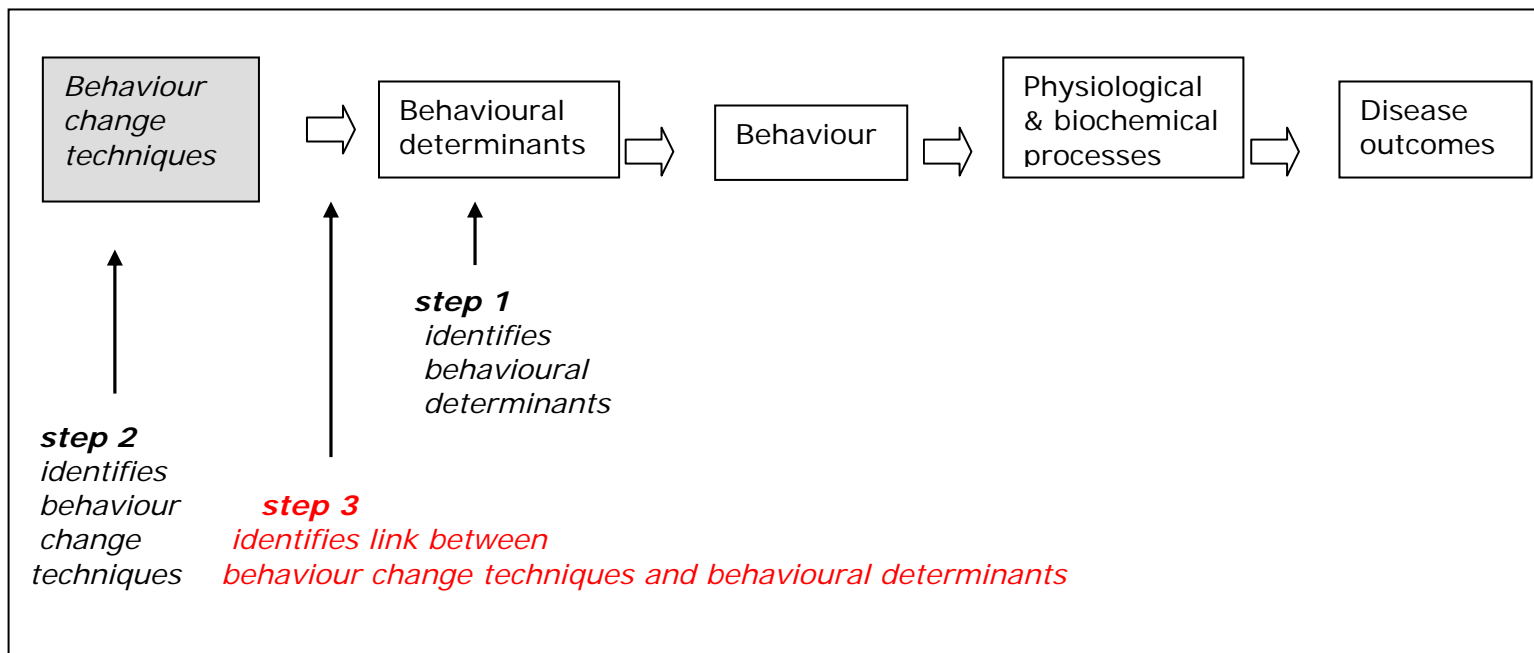 Behaviour
change
techniques
Behavioural
determinants
Behaviour
Physiological
& biochemical
processes
Disease
outcomes
step 1
identifies
behavioural
determinants
step 2
identifies
behaviour
change
techniques
step 3
identifies link between
behaviour change techniques and behavioural determinants